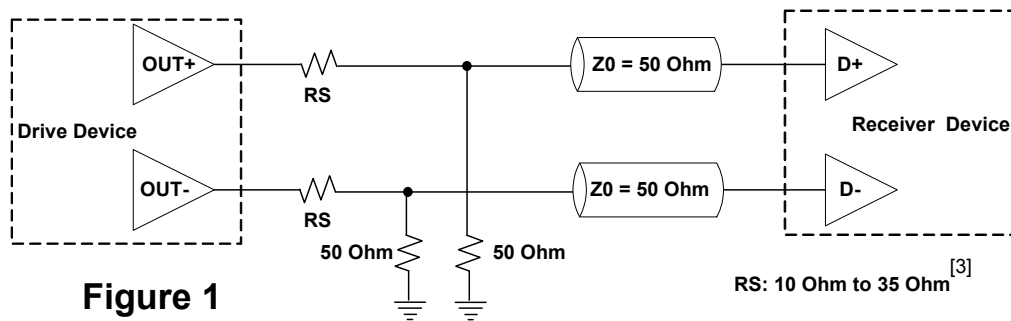 OUT+
RS
Z0 = 50 Ohm
D+
Drive Device
Receiver Device
OUT-
RS
Z0 = 50 Ohm
D-
50 Ohm
50 Ohm
RS: 10 Ohm to 35 Ohm[3]
Figure 1